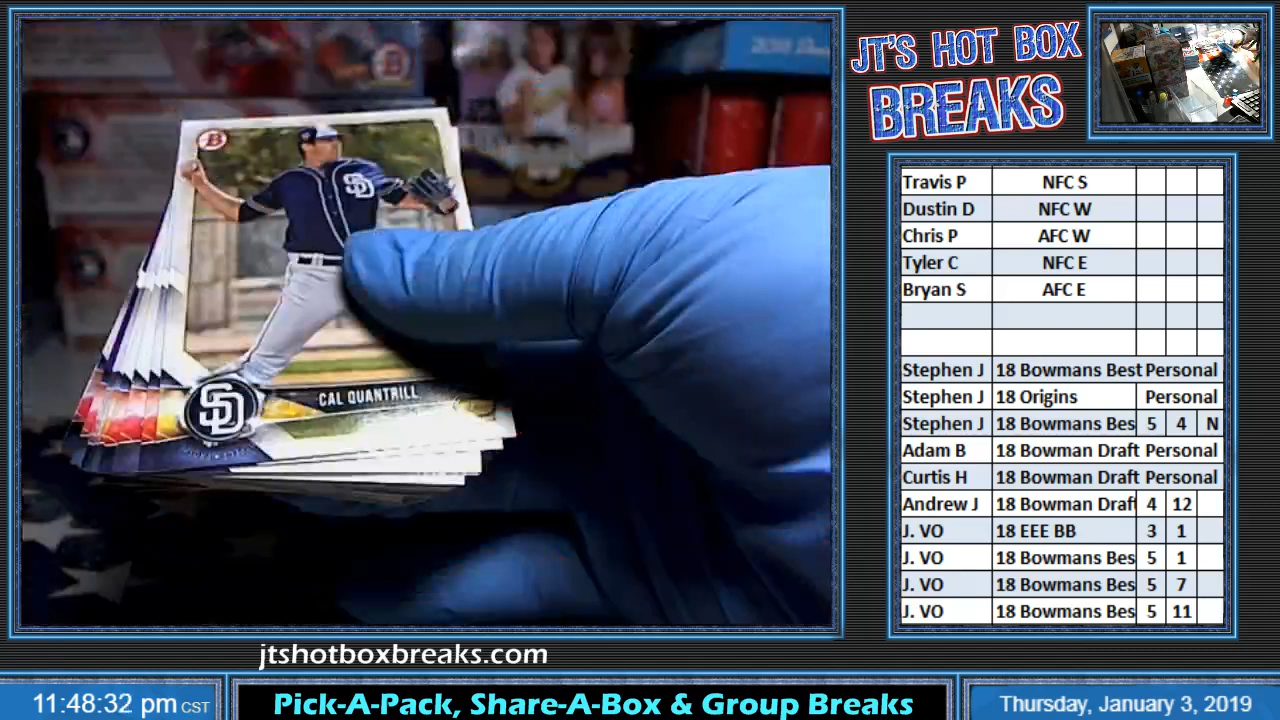 JT'S HOT BOX
BREAKS
SD
CAL QUANTRILL
SD
Travis P NFC S
Dustin D NFC W
Chris P AFC W
Tyler C NFC E
Bryan S AFC E
Stephen J 18 Bowmans Best Personal
Stephen J 18 Origins Personal
Stephen J 18 Bowmans Bes 5 4 N
Adam B 18 Bowman Draft Personal
Curtis H 18 Bowman Draft Personal
Andrew J 18 Bowman Draft 4 12
J. VO 18 EEE BB 3 1
J. VO 18 Bowmans Bes 5 1
J. VO 18 Bowmans Bes 5 7
J. VO 18 Bowmans Bes 5 11
jtshotboxbreaks.com
11:48:32 pm CST
Pick-A-Pack, Share-A-Box & Group Breaks
Thursday, January 3, 2019